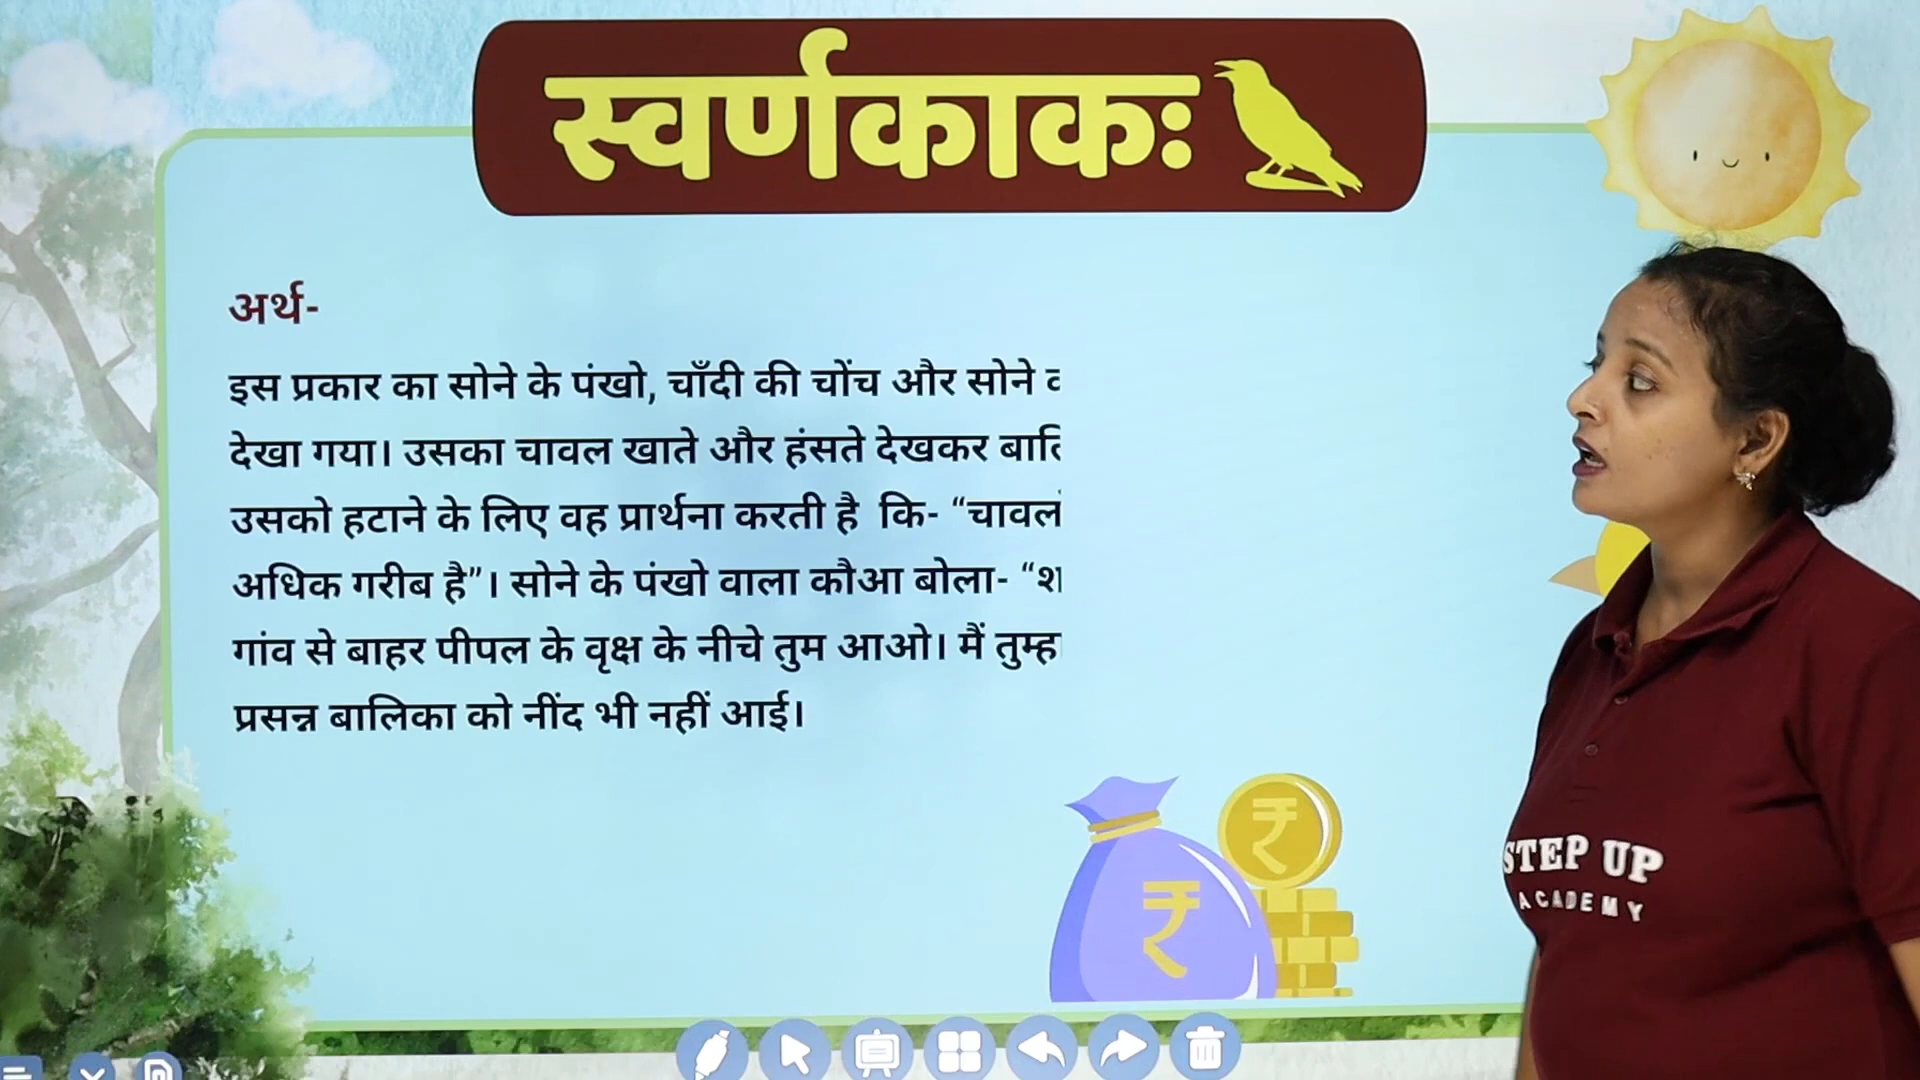 स्वर्णकाकः
अर्थ-
इस प्रकार का सोने के पंखो, चाँदी की चोंच और सोने
देखा गया। उसका चावल खाते और हंसते देखकर
उसको हटाने के लिए वह प्रार्थना करती है कि- “चावल
अधिक गरीब है”। सोने के पंखो वाला कौआ बोला-
गांव से बाहर पीपल के वृक्ष के नीचे तुम आओ। मैं
प्रसन्न बालिका को नींद भी नहीं आई।
₹
₹
STEP UP
ACADEMY